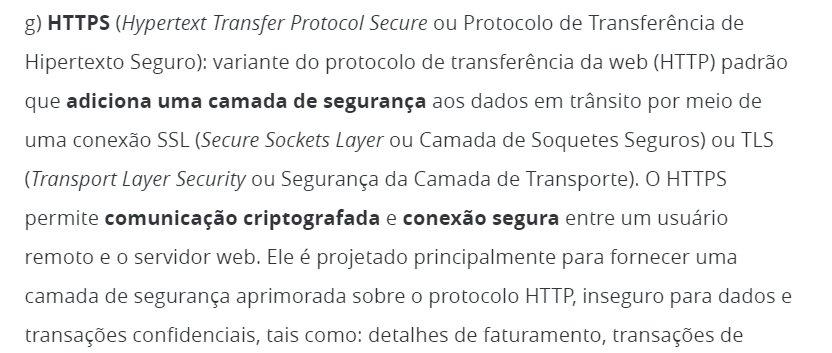 g) HTTPS (Hypertext Transfer Protocol Secure ou Protocolo de Transferência de
Hipertexto Seguro): variante do protocolo de transferência da web (HTTP) padrão
que adiciona uma camada de segurança aos dados em trânsito por meio de
uma conexão SSL (Secure Sockets Layer ou Camada de Soquetes Seguros) ou TLS
(Transport Layer Security ou Segurança da Camada de Transporte). O HTTPS
permite comunicação criptografada e conexão segura entre um usuário
remoto e o servidor web. Ele é projetado principalmente para fornecer uma
camada de segurança aprimorada sobre o protocolo HTTP, inseguro para dados e
transações confidenciais, tais como: detalhes de faturamento, transações de